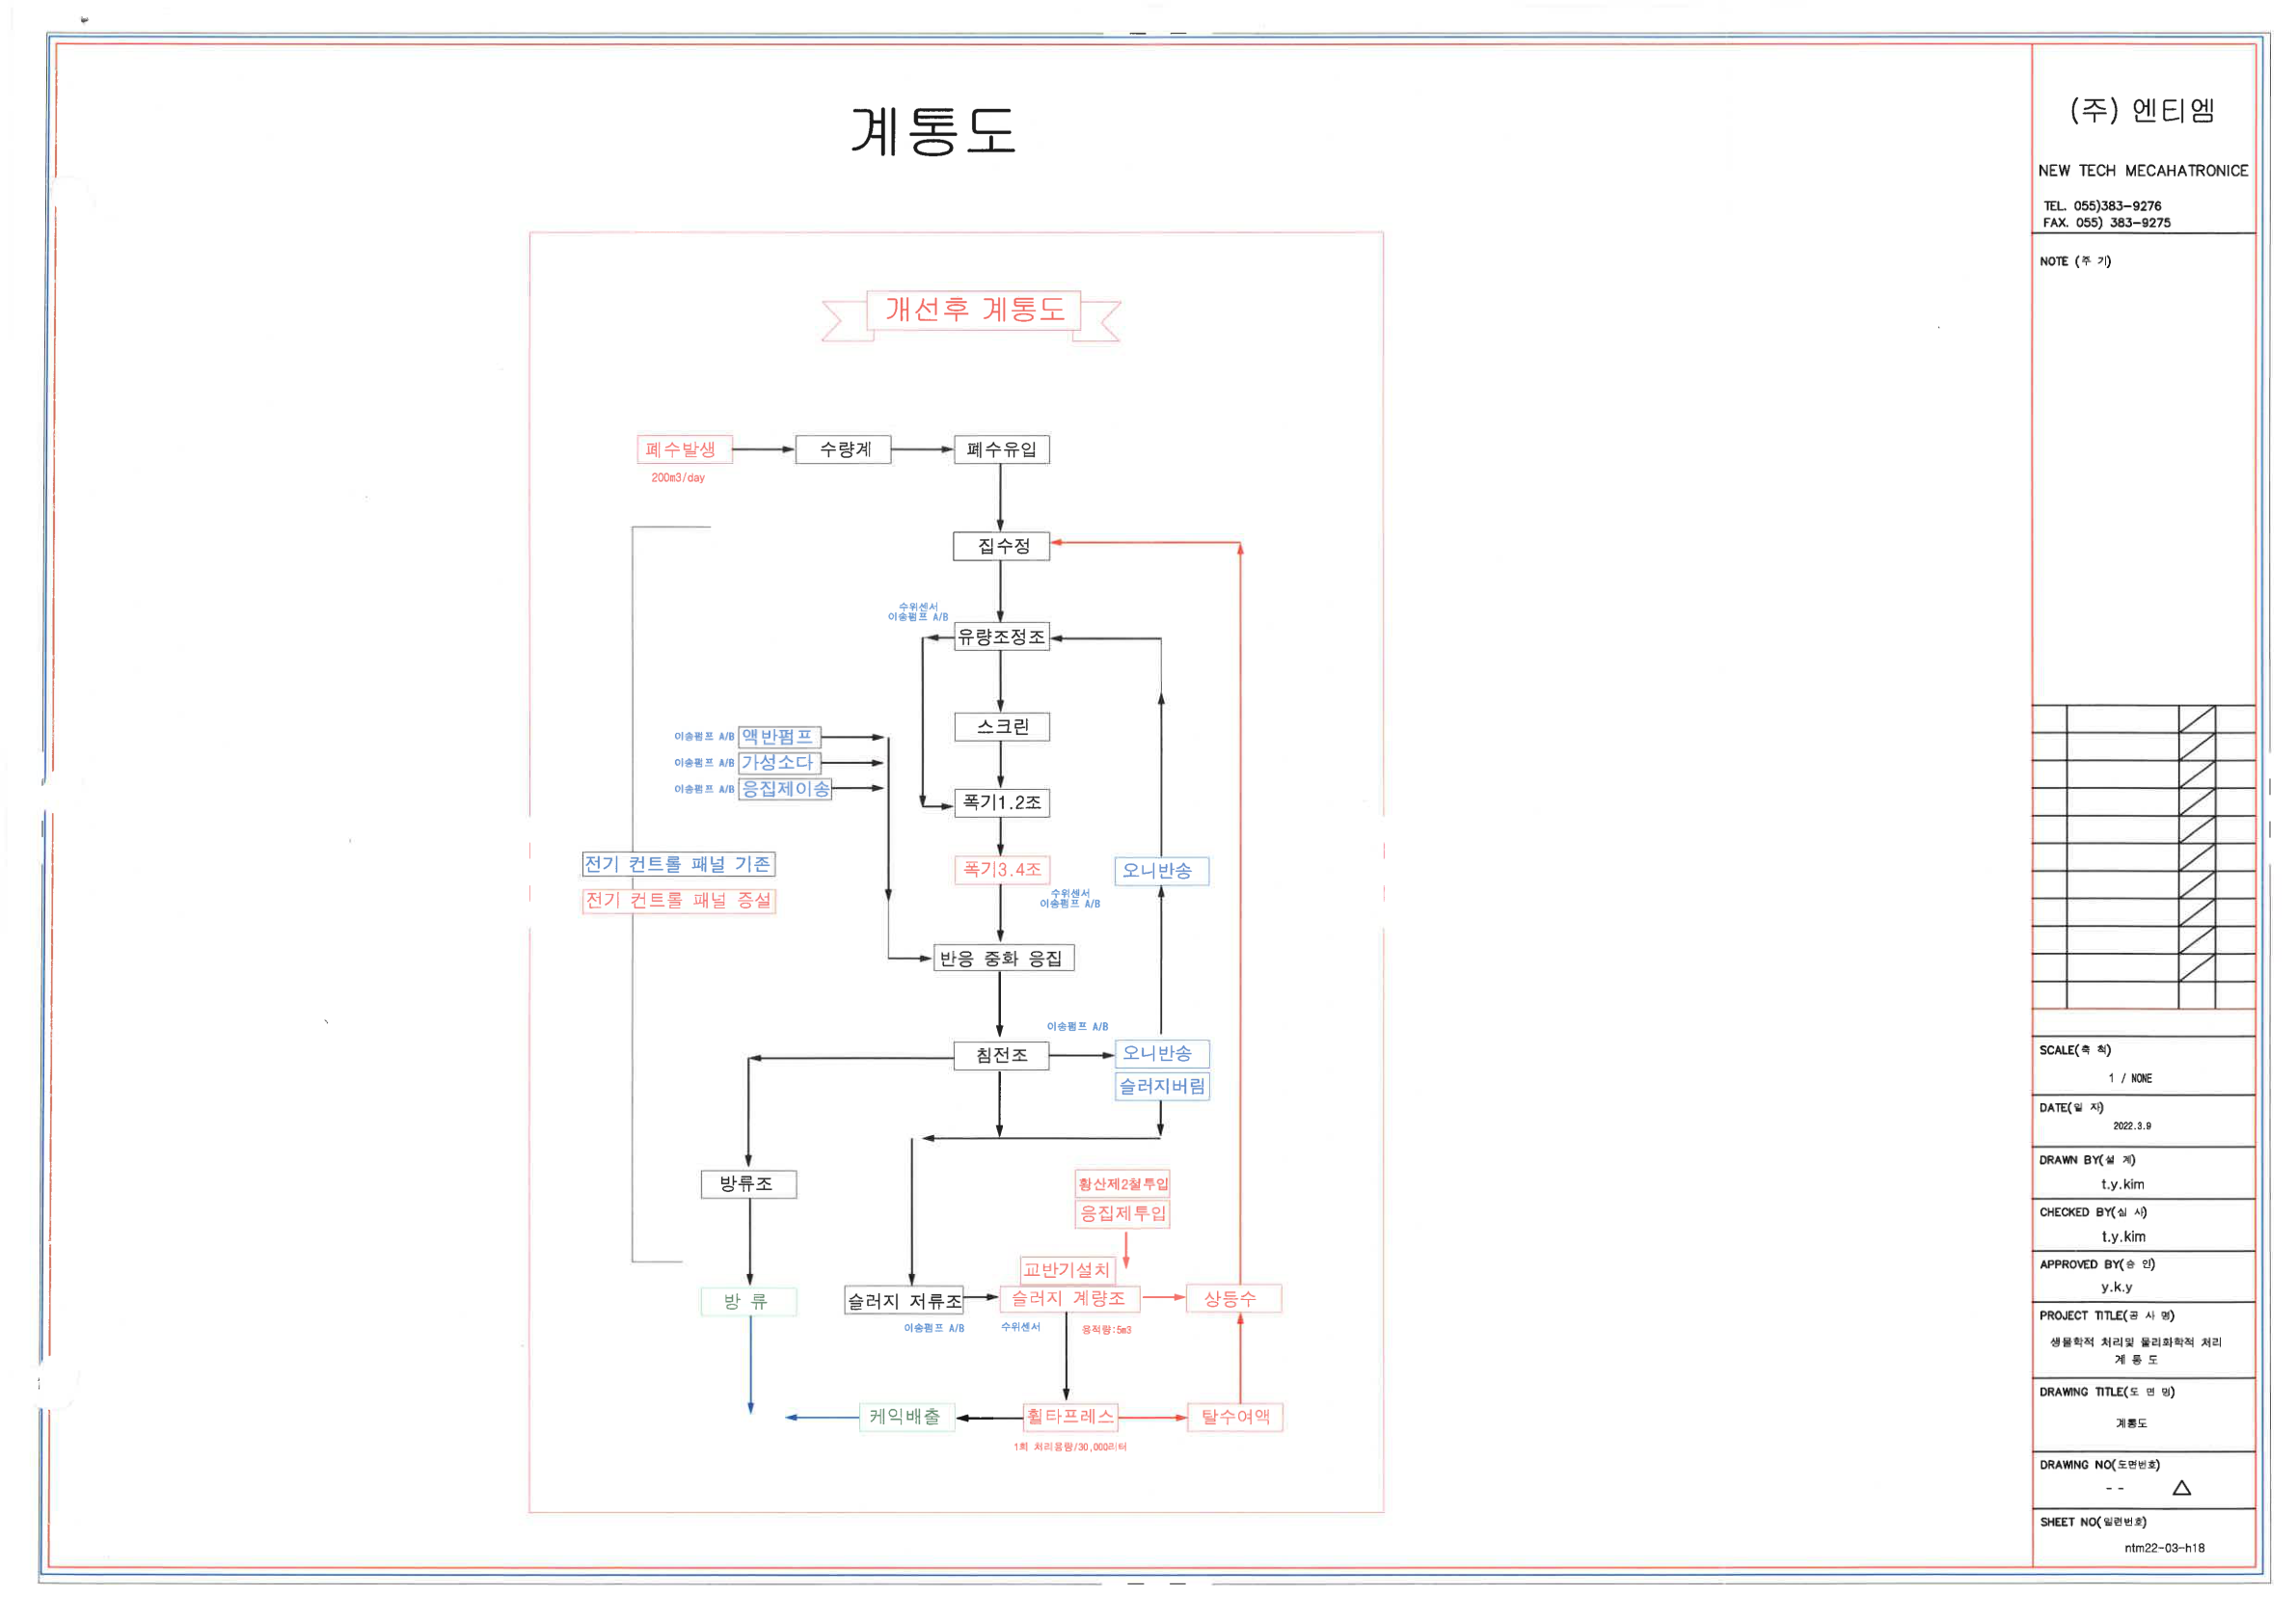 계통도
개선후 계통도
폐수발생
수량계
폐수유입
200m3/day
집수정
수위센서
이송펌프 A/B
유량조정조
스크린
이송펌프 A/B
액반펌프
이송펌프 A/B
가성소다
이송펌프 A/B
응집제이송
폭기1.2조
전기 컨트롤 패널 기존
폭기3.4조
오니반송
전기 컨트롤 패널 증설
수위센서
이송펌프 A/B
반응 중화 응집
이송펌프 A/B
침전조
오니반송
슬러지버림
방류조
황산제2철투입
응집제투입
교반기설치
방 류
슬러지 저류조
슬러지 계량조
상등수
이송펌프 A/B
수위센서
용적량:5m3
케익배출
휠타프레스
탈수여액
1회 처리용량/30,000리터
(주) 엔티엠
NEW TECH MECAHATRONICE
TEL. 055)383-9276
FAX. 055) 383-9275
NOTE (주 기)
SCALE(축 척)
1 / NONE
DATE(일 자)
2022.3.9
DRAWN BY(설 계)
t.y.kim
CHECKED BY(심 사)
t.y.kim
APPROVED BY(승 인)
y.k.y
PROJECT TITLE(공 사 명)
생물학적 처리및 물리화학적 처리
계 통 도
DRAWING TITLE(도 면 명)
계통도
DRAWING NO(도면번호)
- -
SHEET NO(일련번호)
ntm22-03-h18